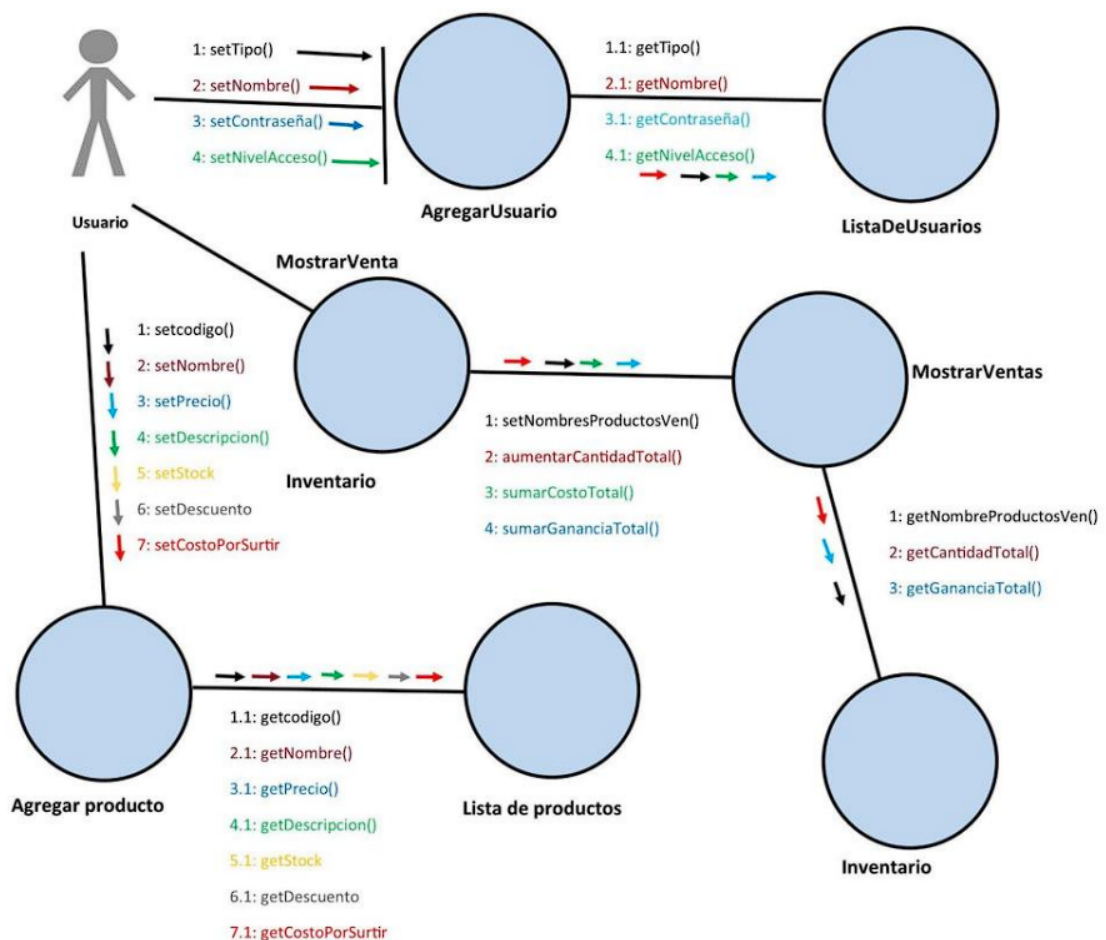 1: setTipo()
2: setNombre()
3: setContraseña()
4: setNivelAcceso()
1.1: getTipo()
2.1: getNombre()
3.1: getContraseña()
4.1: getNivelAcceso()
Usuario
AgregarUsuario
ListaDeUsuarios
MostrarVenta
1: setcodigo()
2: setNombre()
3: setPrecio()
4: setDescripcion()
5: setStock
6: setDescuento
7: setCostoPorSurtir
Inventario
1: setNombresProductosVen()
2: aumentarCantidadTotal()
3: sumarCostoTotal()
4: sumarGananciaTotal()
MostrarVentas
1: getNombreProductosVen()
2: getCantidadTotal()
3: getGananciaTotal()
Agregar producto
1.1: getcodigo()
2.1: getNombre()
3.1: getPrecio()
4.1: getDescripcion()
5.1: getStock
6.1: getDescuento
7.1: getCostoPorSurtir
Lista de productos
Inventario